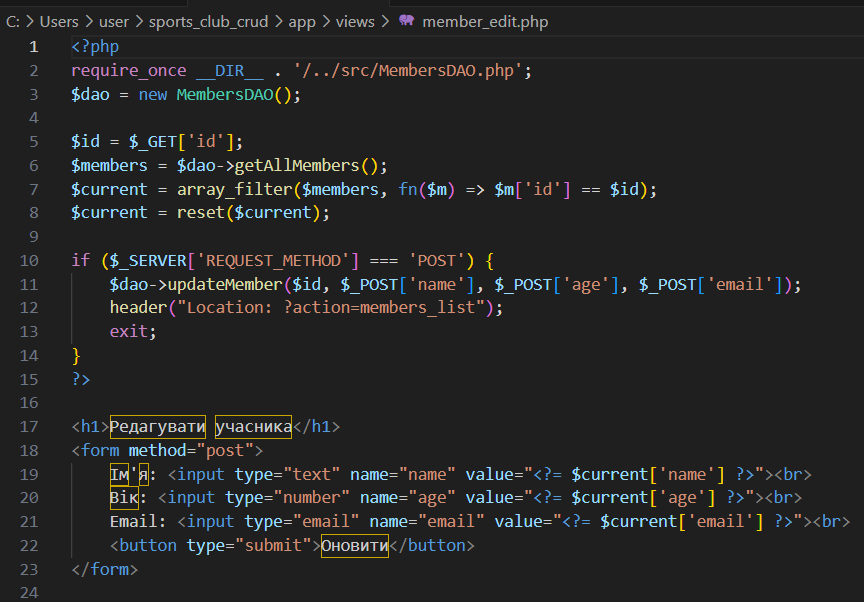 C: > Users > user > sports_club_crud > app > views > member_edit.php
1 <?php
2 require_once __DIR__ . '/../src/MembersDAO.php';
3 $dao = new MembersDAO();
4
5 $id = $_GET['id'];
6 $members = $dao->getAllMembers();
7 $current = array_filter($members, fn($m) => $m['id'] == $id);
8 $current = reset($current);
9
10 if ($_SERVER['REQUEST_METHOD'] === 'POST') {
11     $dao->updateMember($id, $_POST['name'], $_POST['age'], $_POST['email']);
12     header("Location: ?action=members_list");
13     exit;
14 }
15 ?>
16
17 <h1>Редагувати учасника</h1>
18 <form method="post">
19     Ім'я: <input type="text" name="name" value="<?= $current['name'] ?>"><br>
20     Вік: <input type="number" name="age" value="<?= $current['age'] ?>"><br>
21     Email: <input type="email" name="email" value="<?= $current['email'] ?>"><br>
22     <button type="submit">Оновити</button>
23 </form>
24